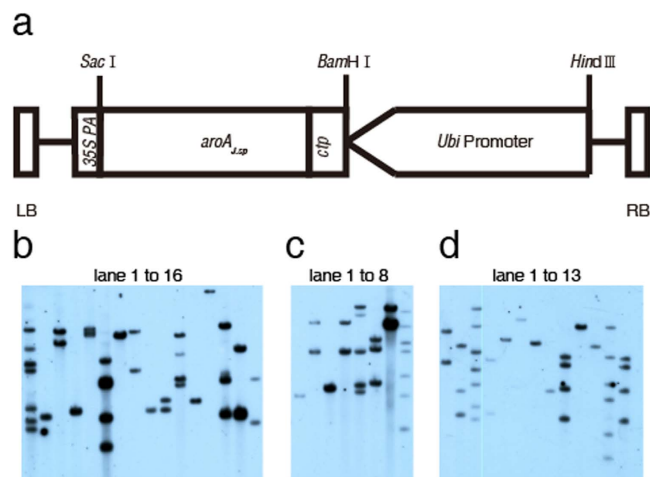 a
Sac I BamH I Hind III
35S PA aroA J.sp ctp Ubi Promoter
LB RB
b c d
lane 1 to 16 lane 1 to 8 lane 1 to 13